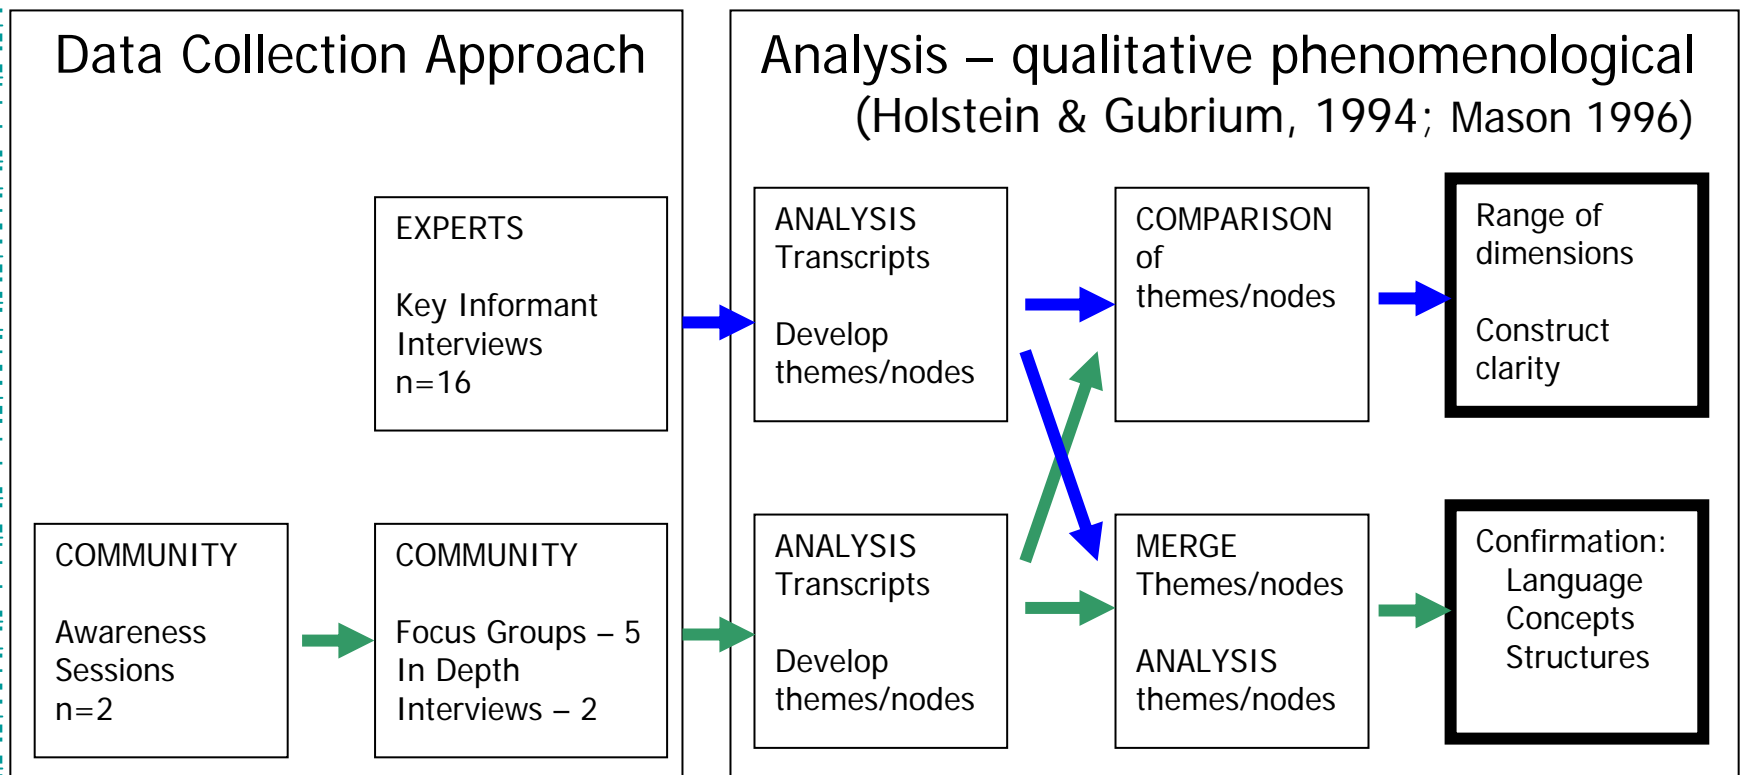 Data Collection Approach
Analysis – qualitative phenomenological
(Holstein & Gubrium, 1994; Mason 1996)
EXPERTS
Key Informant
Interviews
n=16
ANALYSIS
Transcripts
Develop
themes/nodes
COMPARISON
of
themes/nodes
Range of
dimensions
Construct
clarity
COMMUNITY
Awareness
Sessions
n=2
COMMUNITY
Focus Groups – 5
In Depth
Interviews – 2
ANALYSIS
Transcripts
Develop
themes/nodes
MERGE
Themes/nodes
ANALYSIS
themes/nodes
Confirmation:
Language
Concepts
Structures